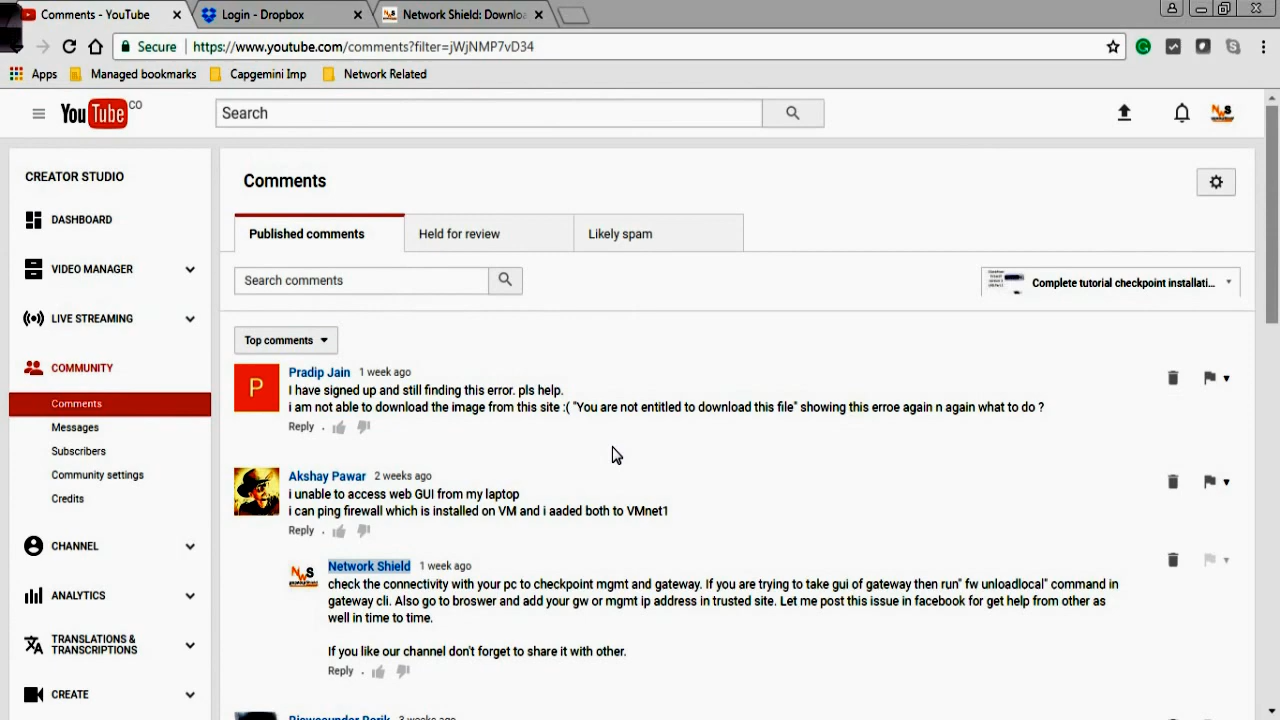 Comments - YouTube
Login - Dropbox
Network Shield: Downloa
Secure
https://www.youtube.com/comments?filter=jWjNMP7vD34
Apps
Managed bookmarks
Capgemini Imp
Network Related
YouTube CO
Search
NWS
CREATOR STUDIO
DASHBOARD
VIDEO MANAGER
LIVE STREAMING
COMMUNITY
Comments
Messages
Subscribers
Community settings
Credits
CHANNEL
ANALYTICS
TRANSLATIONS &
TRANSCRIPTIONS
CREATE
Comments
Published comments
Held for review
Likely spam
Search comments
Complete tutorial checkpoint installati...
Top comments
P
Pradip Jain 1 week ago
I have signed up and still finding this error. pls help.
i am not able to download the image from this site :( "You are not entitled to download this file" showing this erroe again n again what to do ?
Reply .
Akshay Pawar 2 weeks ago
i unable to access web GUI from my laptop
i can ping firewall which is installed on VM and i aaded both to VMnet1
Reply .
NWS
Network Shield 1 week ago
check the connectivity with your pc to checkpoint mgmt and gateway. If you are trying to take gui of gateway then run" fw unloadlocal" command in
gateway cli. Also go to broswer and add your gw or mgmt ip address in trusted site. Let me post this issue in facebook for get help from other as
well in time to time.
If you like our channel don't forget to share it with other.
Reply .